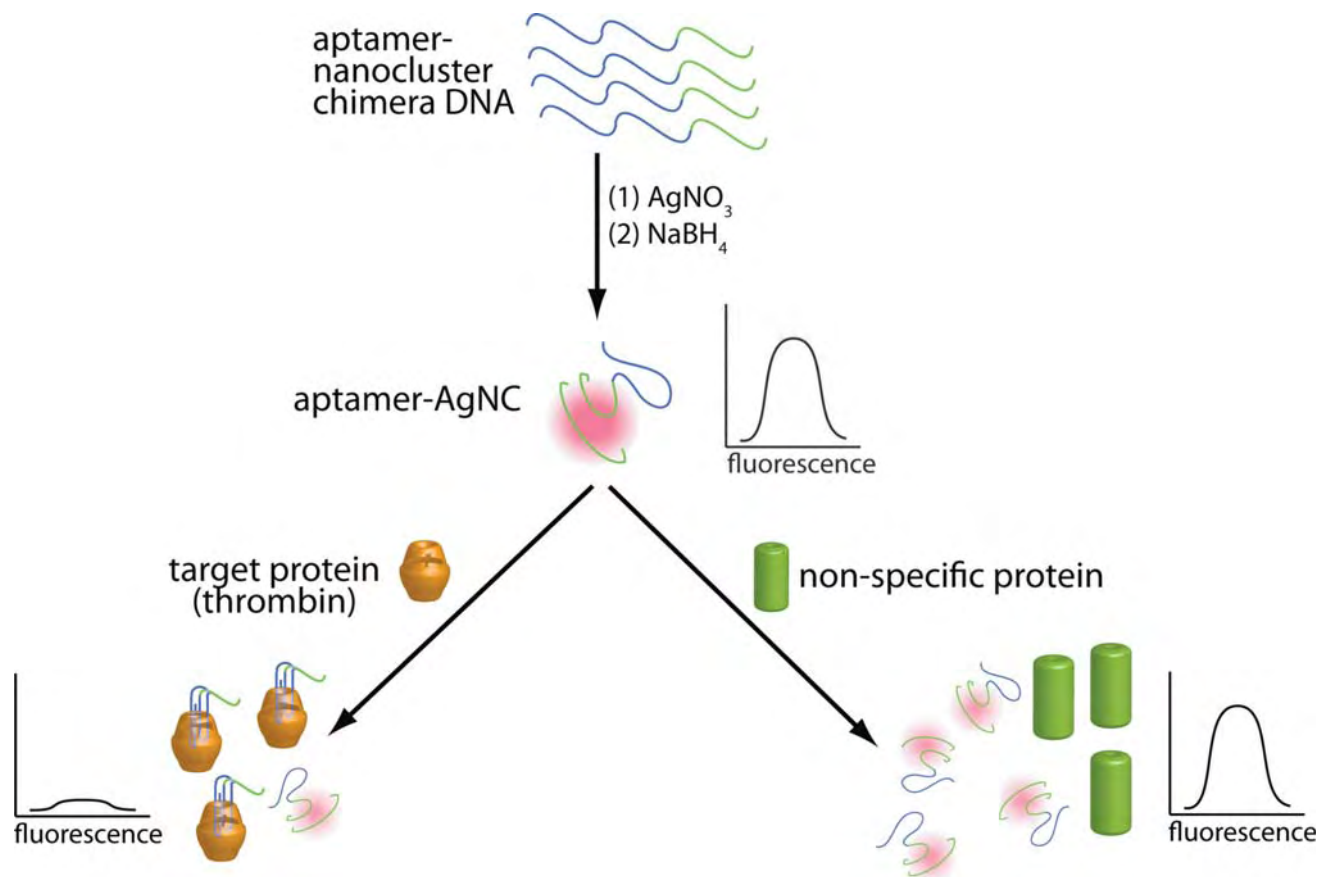 aptamer-
nanocluster
chimera DNA
(1) AgNO₃
(2) NaBH₄
aptamer-AgNC
fluorescence
target protein
(thrombin)
non-specific protein
fluorescence
fluorescence